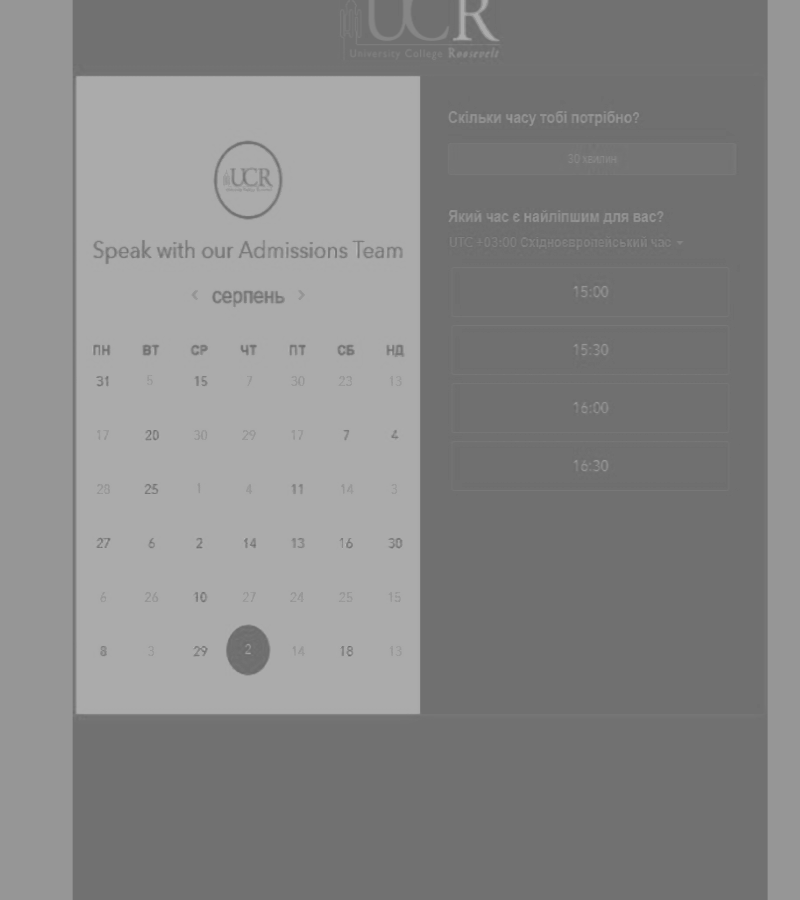 UCR
University College Roosevelt
UCR
Speak with our Admissions Team
серпень
ПН ВТ СР ЧТ ПТ СБ НД
31 5 15 7 30 23 13
17 20 30 29 17 7 4
28 25 1 4 11 14 3
27 6 2 14 13 16 30
6 26 10 27 24 25 15
8 3 29 2 14 18 13
Скільки часу тобі потрібно?
30 хвилин
Який час є найліпшим для вас?
UTC +03:00 Східноєвропейський час
15:00
15:30
16:00
16:30